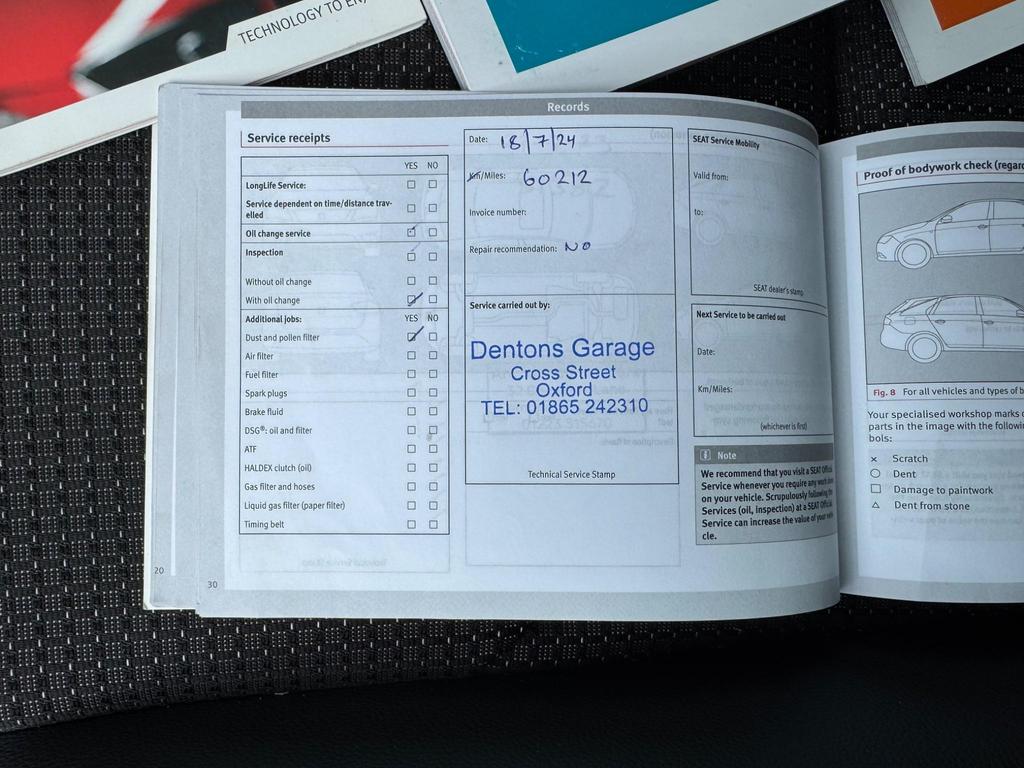 TECHNOLOGY TO
Records
Service receipts
YES NO
LongLife Service:
Service dependent on time/distance trav-
elled
Oil change service
Inspection
Without oil change
With oil change
Additional jobs: YES NO
Dust and pollen filter
Air filter
Fuel filter
Spark plugs
Brake fluid
DSG®: oil and filter
ATF
HALDEX clutch (oil)
Gas filter and hoses
Liquid gas filter (paper filter)
Timing belt
20
30
Date: 18/7/24
Km/Miles: 60212
Invoice number:
Repair recommendation: NO
Service carried out by:
Dentons Garage
Cross Street
Oxford
TEL: 01865 242310
Technical Service Stamp
SEAT Service Mobility
Valid from:
to:
SEAT dealer's stamp
Next Service to be carried out
Date:
Km/Miles:
(whichever is first)
Note
We recommend that you visit a SEAT Official
Service whenever you require any work done
on your vehicle. Scrupulously following the
Services (oil, inspection) at a SEAT Official
Service can increase the value of your vehi-
cle.
Proof of bodywork check
Fig. 8 For all vehicles and types of
Your specialised workshop marks
parts in the image with the
bols:
× Scratch
○ Dent
□ Damage to paintwork
△ Dent from stone